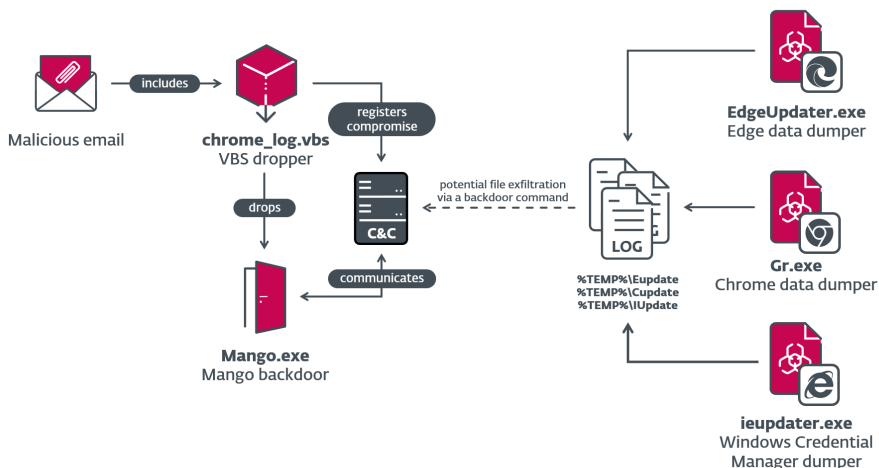 Malicious email
includes
chrome_log.vbs
VBS dropper
registers
compromise
drops
C&C
communicates
Mango.exe
Mango backdoor
potential file exfiltration
via a backdoor command
LOG
%TEMP%\Eupdate
%TEMP%\Cupdate
%TEMP%\IUpdate
EdgeUpdater.exe
Edge data dumper
Gr.exe
Chrome data dumper
ieupdater.exe
Windows Credential
Manager dumper